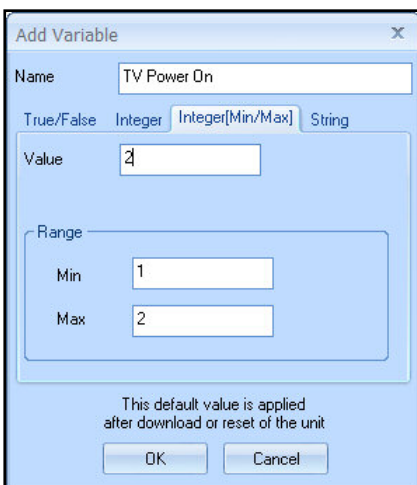 Add Variable x
Name TV Power On
True/False Integer Integer[Min/Max] String
Value 2
Range
Min 1
Max 2
This default value is applied
after download or reset of the unit
OK Cancel